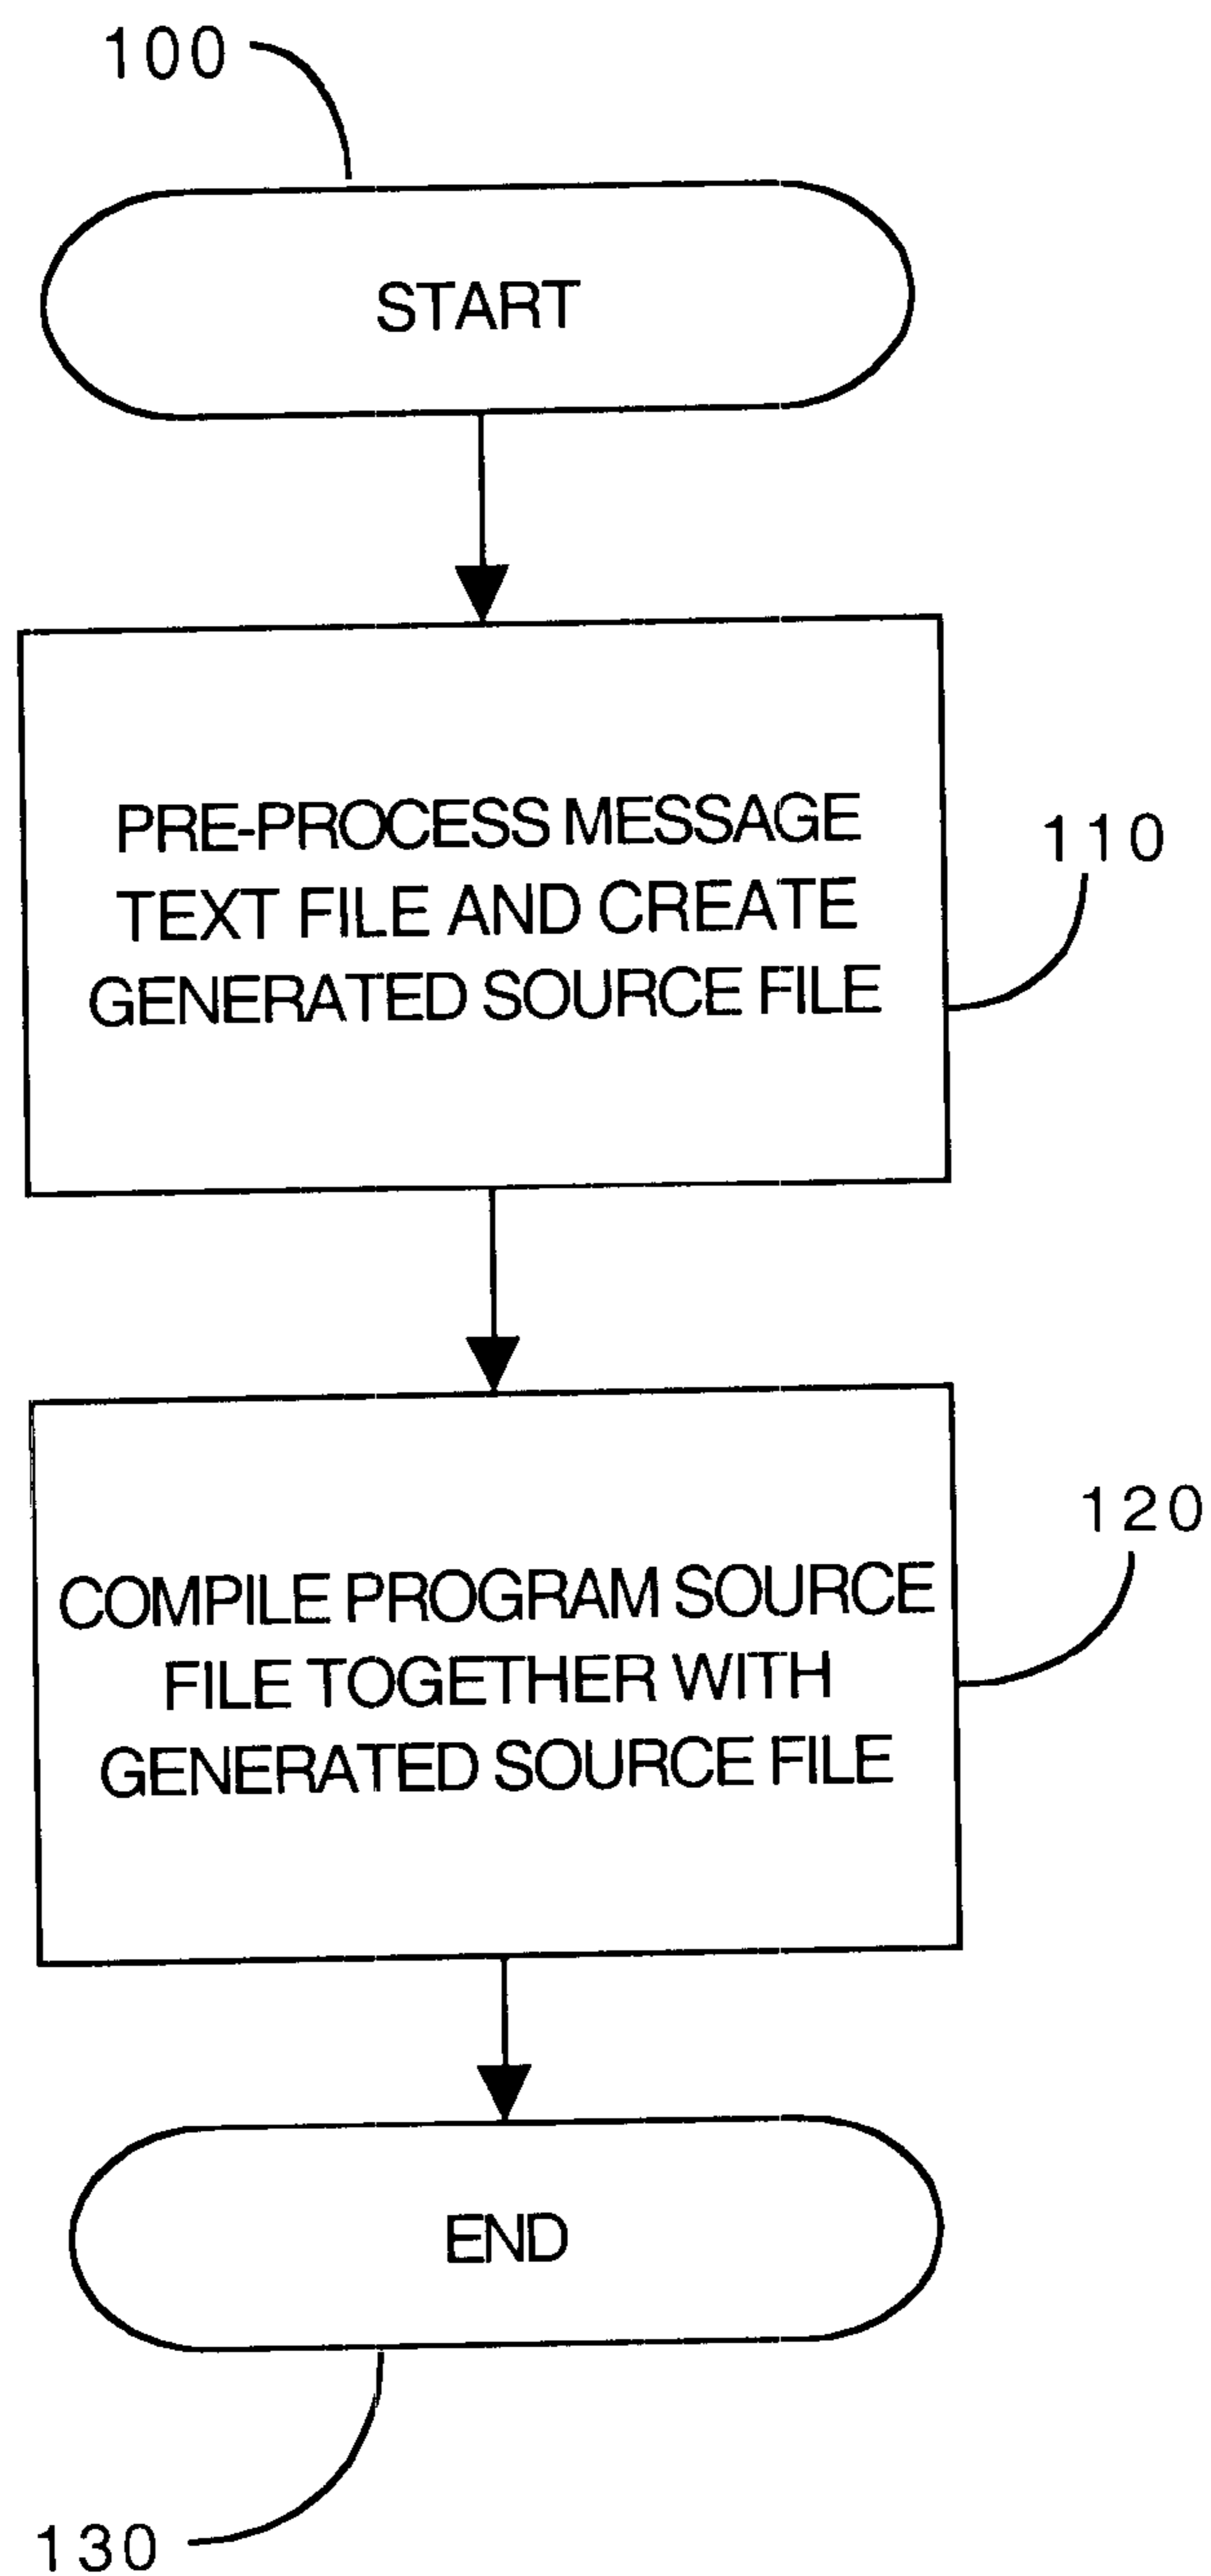 100
START
PRE-PROCESS MESSAGE
TEXT FILE AND CREATE
GENERATED SOURCE FILE
110
COMPILE PROGRAM SOURCE
FILE TOGETHER WITH
GENERATED SOURCE FILE
120
END
130